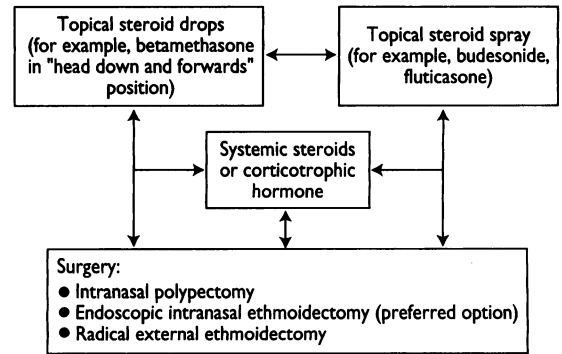 Topical steroid drops
(for example, betamethasone
in "head down and forwards"
position)
Topical steroid spray
(for example, budesonide,
fluticasone)
Systemic steroids
or corticotrophic
hormone
Surgery:
● Intranasal polypectomy
● Endoscopic intranasal ethmoidectomy (preferred option)
● Radical external ethmoidectomy